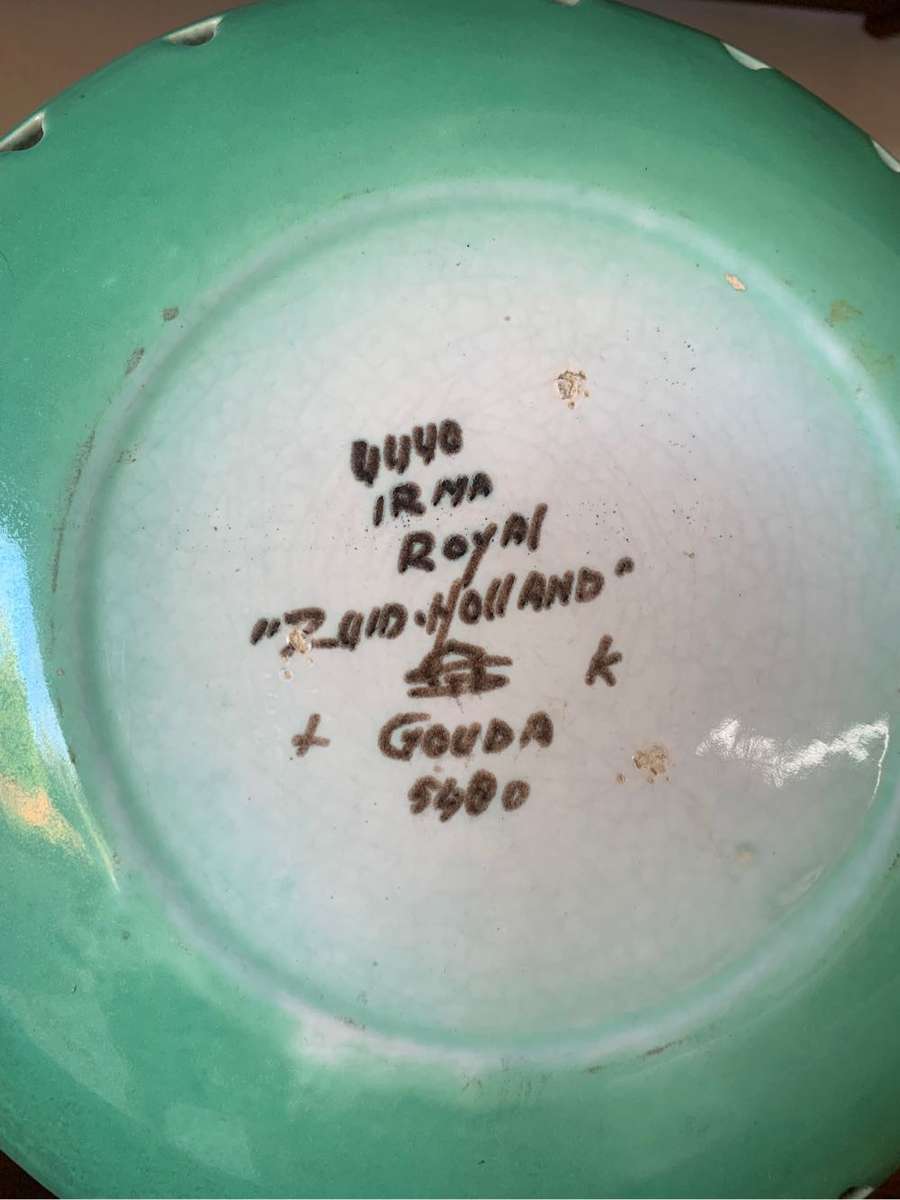 4440
IRMA
ROYAL
"ZUID-HOLLAND"
K
+ GOUDA
5480